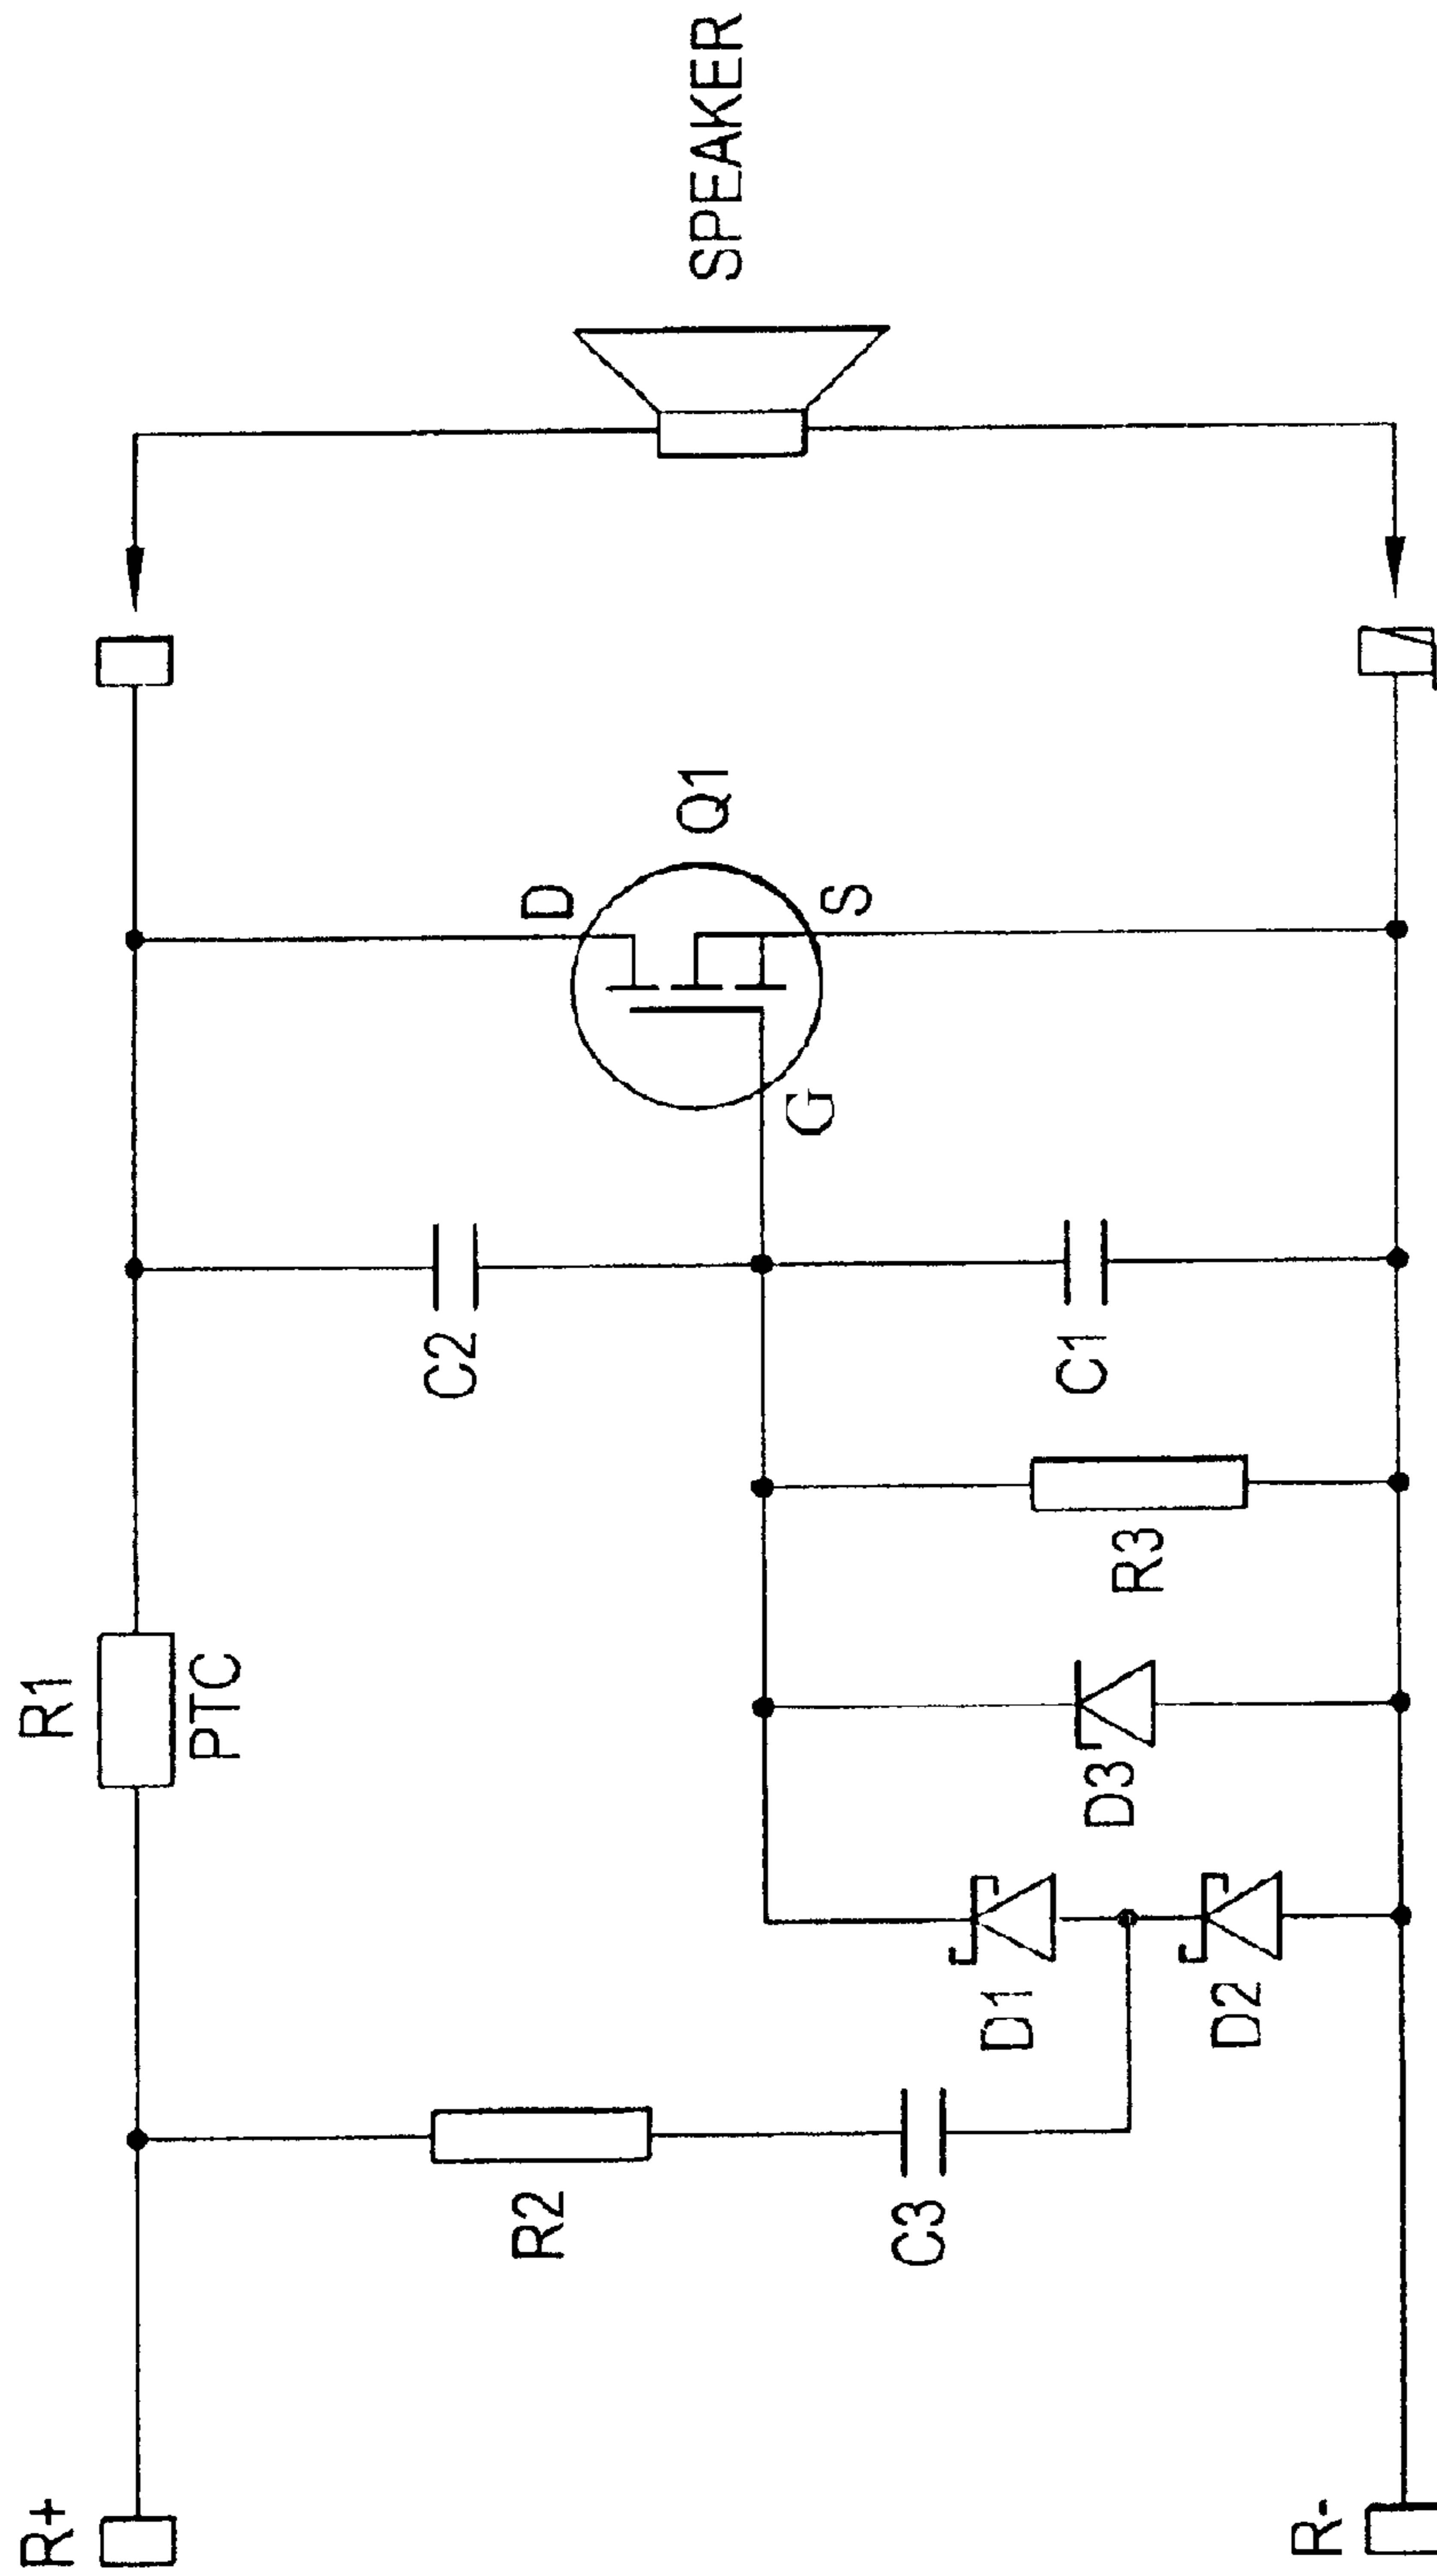 R+
R1
PTC
R2
C3
D1
D2
D3
R3
C2
C1
G
D
S
Q1
SPEAKER
R-